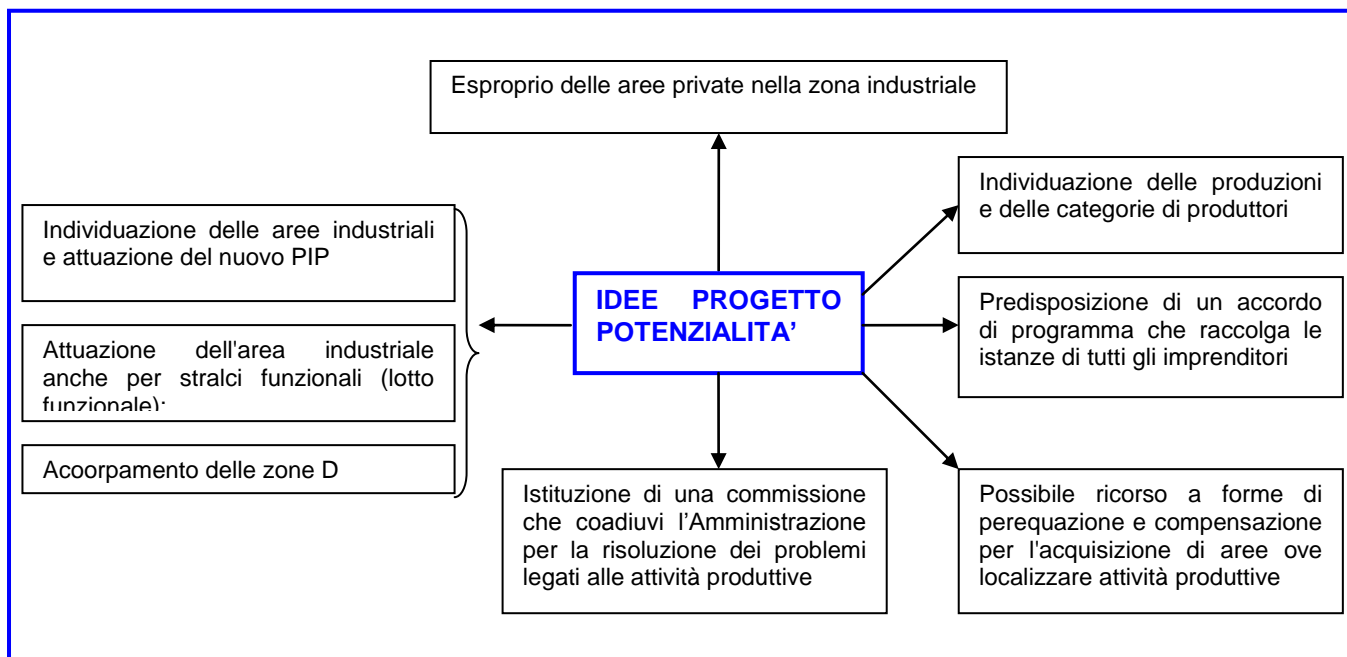 Esproprio delle aree private nella zona industriale
Individuazione delle aree industriali
e attuazione del nuovo PIP
Attuazione dell'area industriale
anche per stralci funzionali (lotto
funzionale);
Acoorpamento delle zone D
IDEE PROGETTO
POTENZIALITA’
Individuazione delle produzioni
e delle categorie di produttori
Predisposizione di un accordo
di programma che raccolga le
istanze di tutti gli imprenditori
Istituzione di una commissione
che coadiuvi l’Amministrazione
per la risoluzione dei problemi
legati alle attività produttive
Possibile ricorso a forme di
perequazione e compensazione
per l'acquisizione di aree ove
localizzare attività produttive